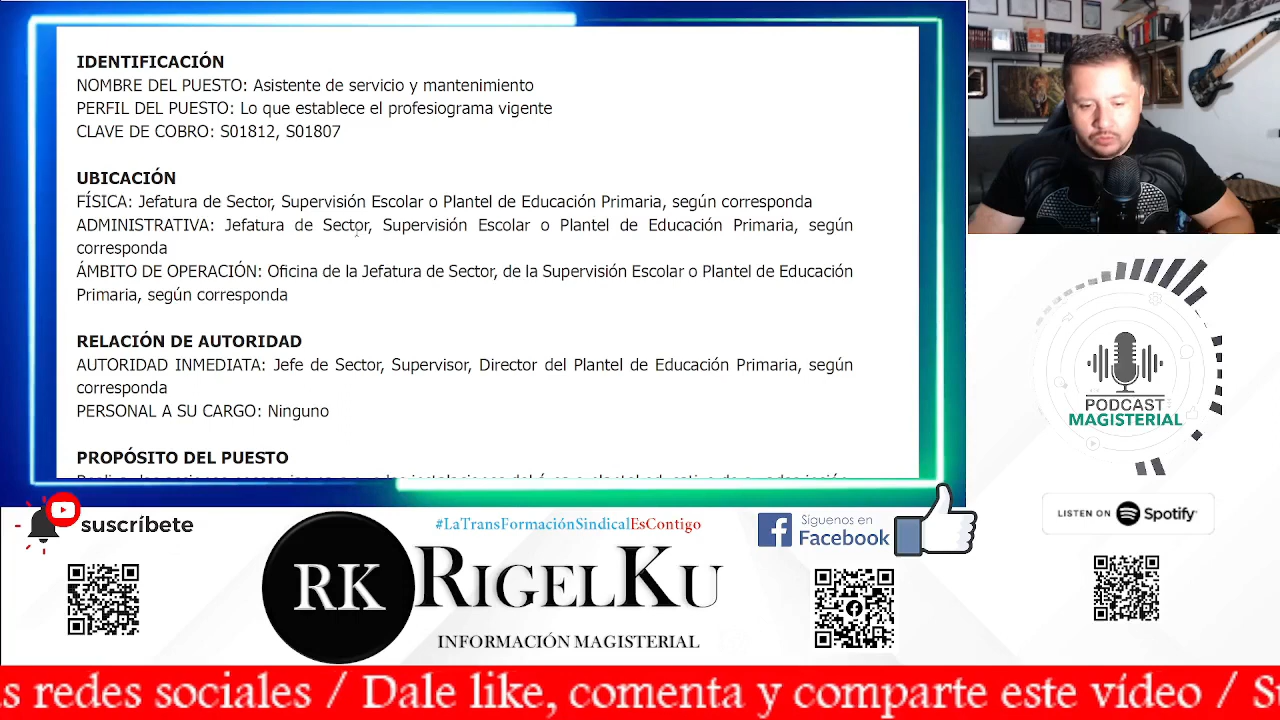 IDENTIFICACIÓN
NOMBRE DEL PUESTO: Asistente de servicio y mantenimiento
PERFIL DEL PUESTO: Lo que establece el profesiograma vigente
CLAVE DE COBRO: S01812, S01807
UBICACIÓN
FÍSICA: Jefatura de Sector, Supervisión Escolar o Plantel de Educación Primaria, según corresponda
ADMINISTRATIVA: Jefatura de Sector, Supervisión Escolar o Plantel de Educación Primaria, según
corresponda
ÁMBITO DE OPERACIÓN: Oficina de la Jefatura de Sector, de la Supervisión Escolar o Plantel de Educación
Primaria, según corresponda
RELACIÓN DE AUTORIDAD
AUTORIDAD INMEDIATA: Jefe de Sector, Supervisor, Director del Plantel de Educación Primaria, según
corresponda
PERSONAL A SU CARGO: Ninguno
PROPÓSITO DEL PUESTO
PODCAST
MAGISTERIAL
LISTEN ON Spotify
suscríbete
#LaTransFormaciónSindicalEsContigo
RK RIGELKU
INFORMACIÓN MAGISTERIAL
Síguenos en
Facebook
s redes sociales / Dale like, comenta y comparte este vídeo /